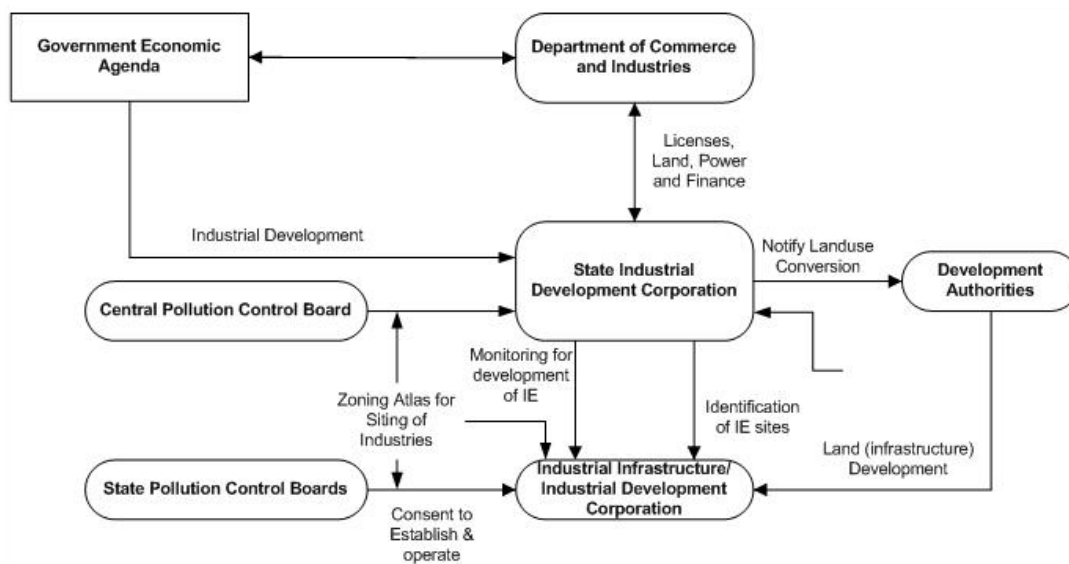 Government Economic
Agenda
Department of Commerce
and Industries
Licenses,
Land, Power
and Finance
Industrial Development
State Industrial
Development Corporation
Notify Landuse
Conversion
Development
Authorities
Central Pollution Control Board
Monitoring for
development
of IE
Zoning Atlas for
Siting of
Industries
Identification
of IE sites
Land (infrastructure)
Development
State Pollution Control Boards
Industrial Infrastructure/
Industrial Development
Corporation
Consent to
Establish &
operate